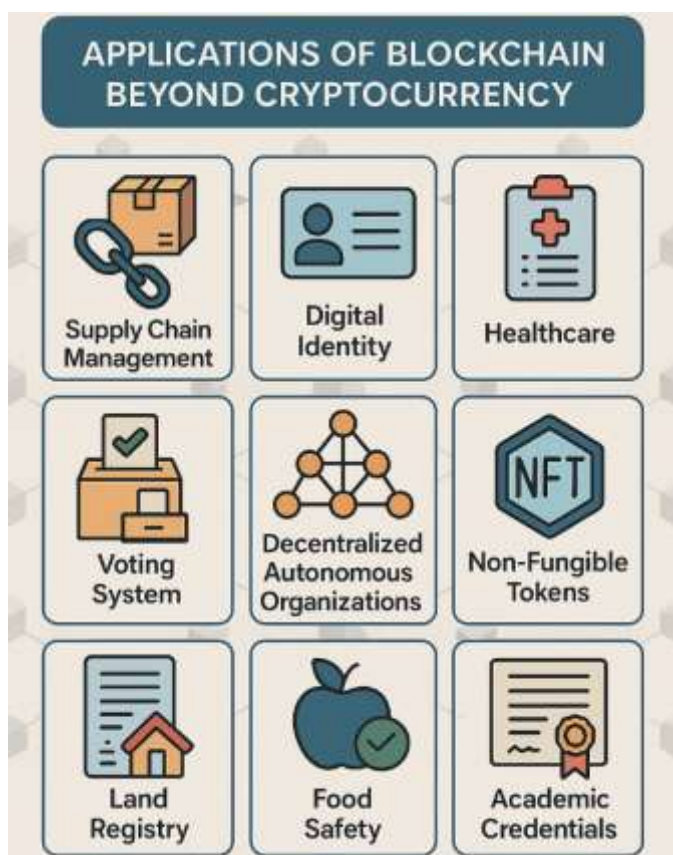 APPLICATIONS OF BLOCKCHAIN
BEYOND CRYPTOCURRENCY
Supply Chain
Management
Digital
Identity
Healthcare
Voting
System
Decentralized
Autonomous
Organizations
NFT
Non-Fungible
Tokens
Land
Registry
Food
Safety
Academic
Credentials